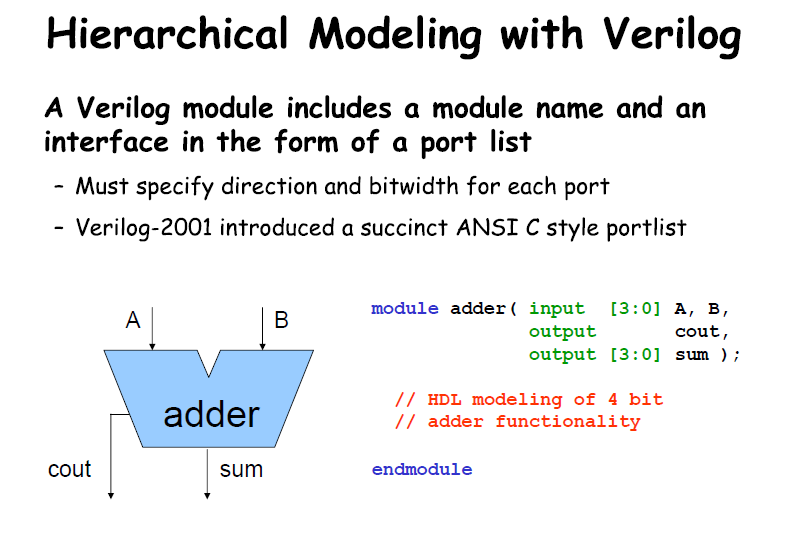 Hierarchical Modeling with Verilog
A Verilog module includes a module name and an
interface in the form of a port list
- Must specify direction and bitwidth for each port
- Verilog-2001 introduced a succinct ANSI C style portlist
A
B
adder
cout
sum
module adder( input [3:0] A, B,
output cout,
output [3:0] sum );
// HDL modeling of 4 bit
// adder functionality
endmodule